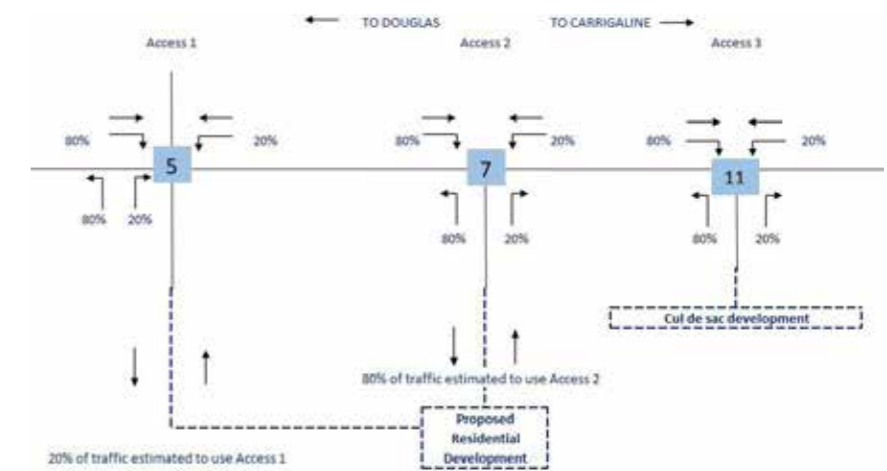 TO DOUGLAS
TO CARRIGALINE
Access 1
Access 2
Access 3
80%
20%
80%
20%
80%
20%
5
7
11
80%
20%
80%
20%
80%
20%
Cul de sac development
80% of traffic estimated to use Access 2
Proposed
Residential
Development
20% of traffic estimated to use Access 1